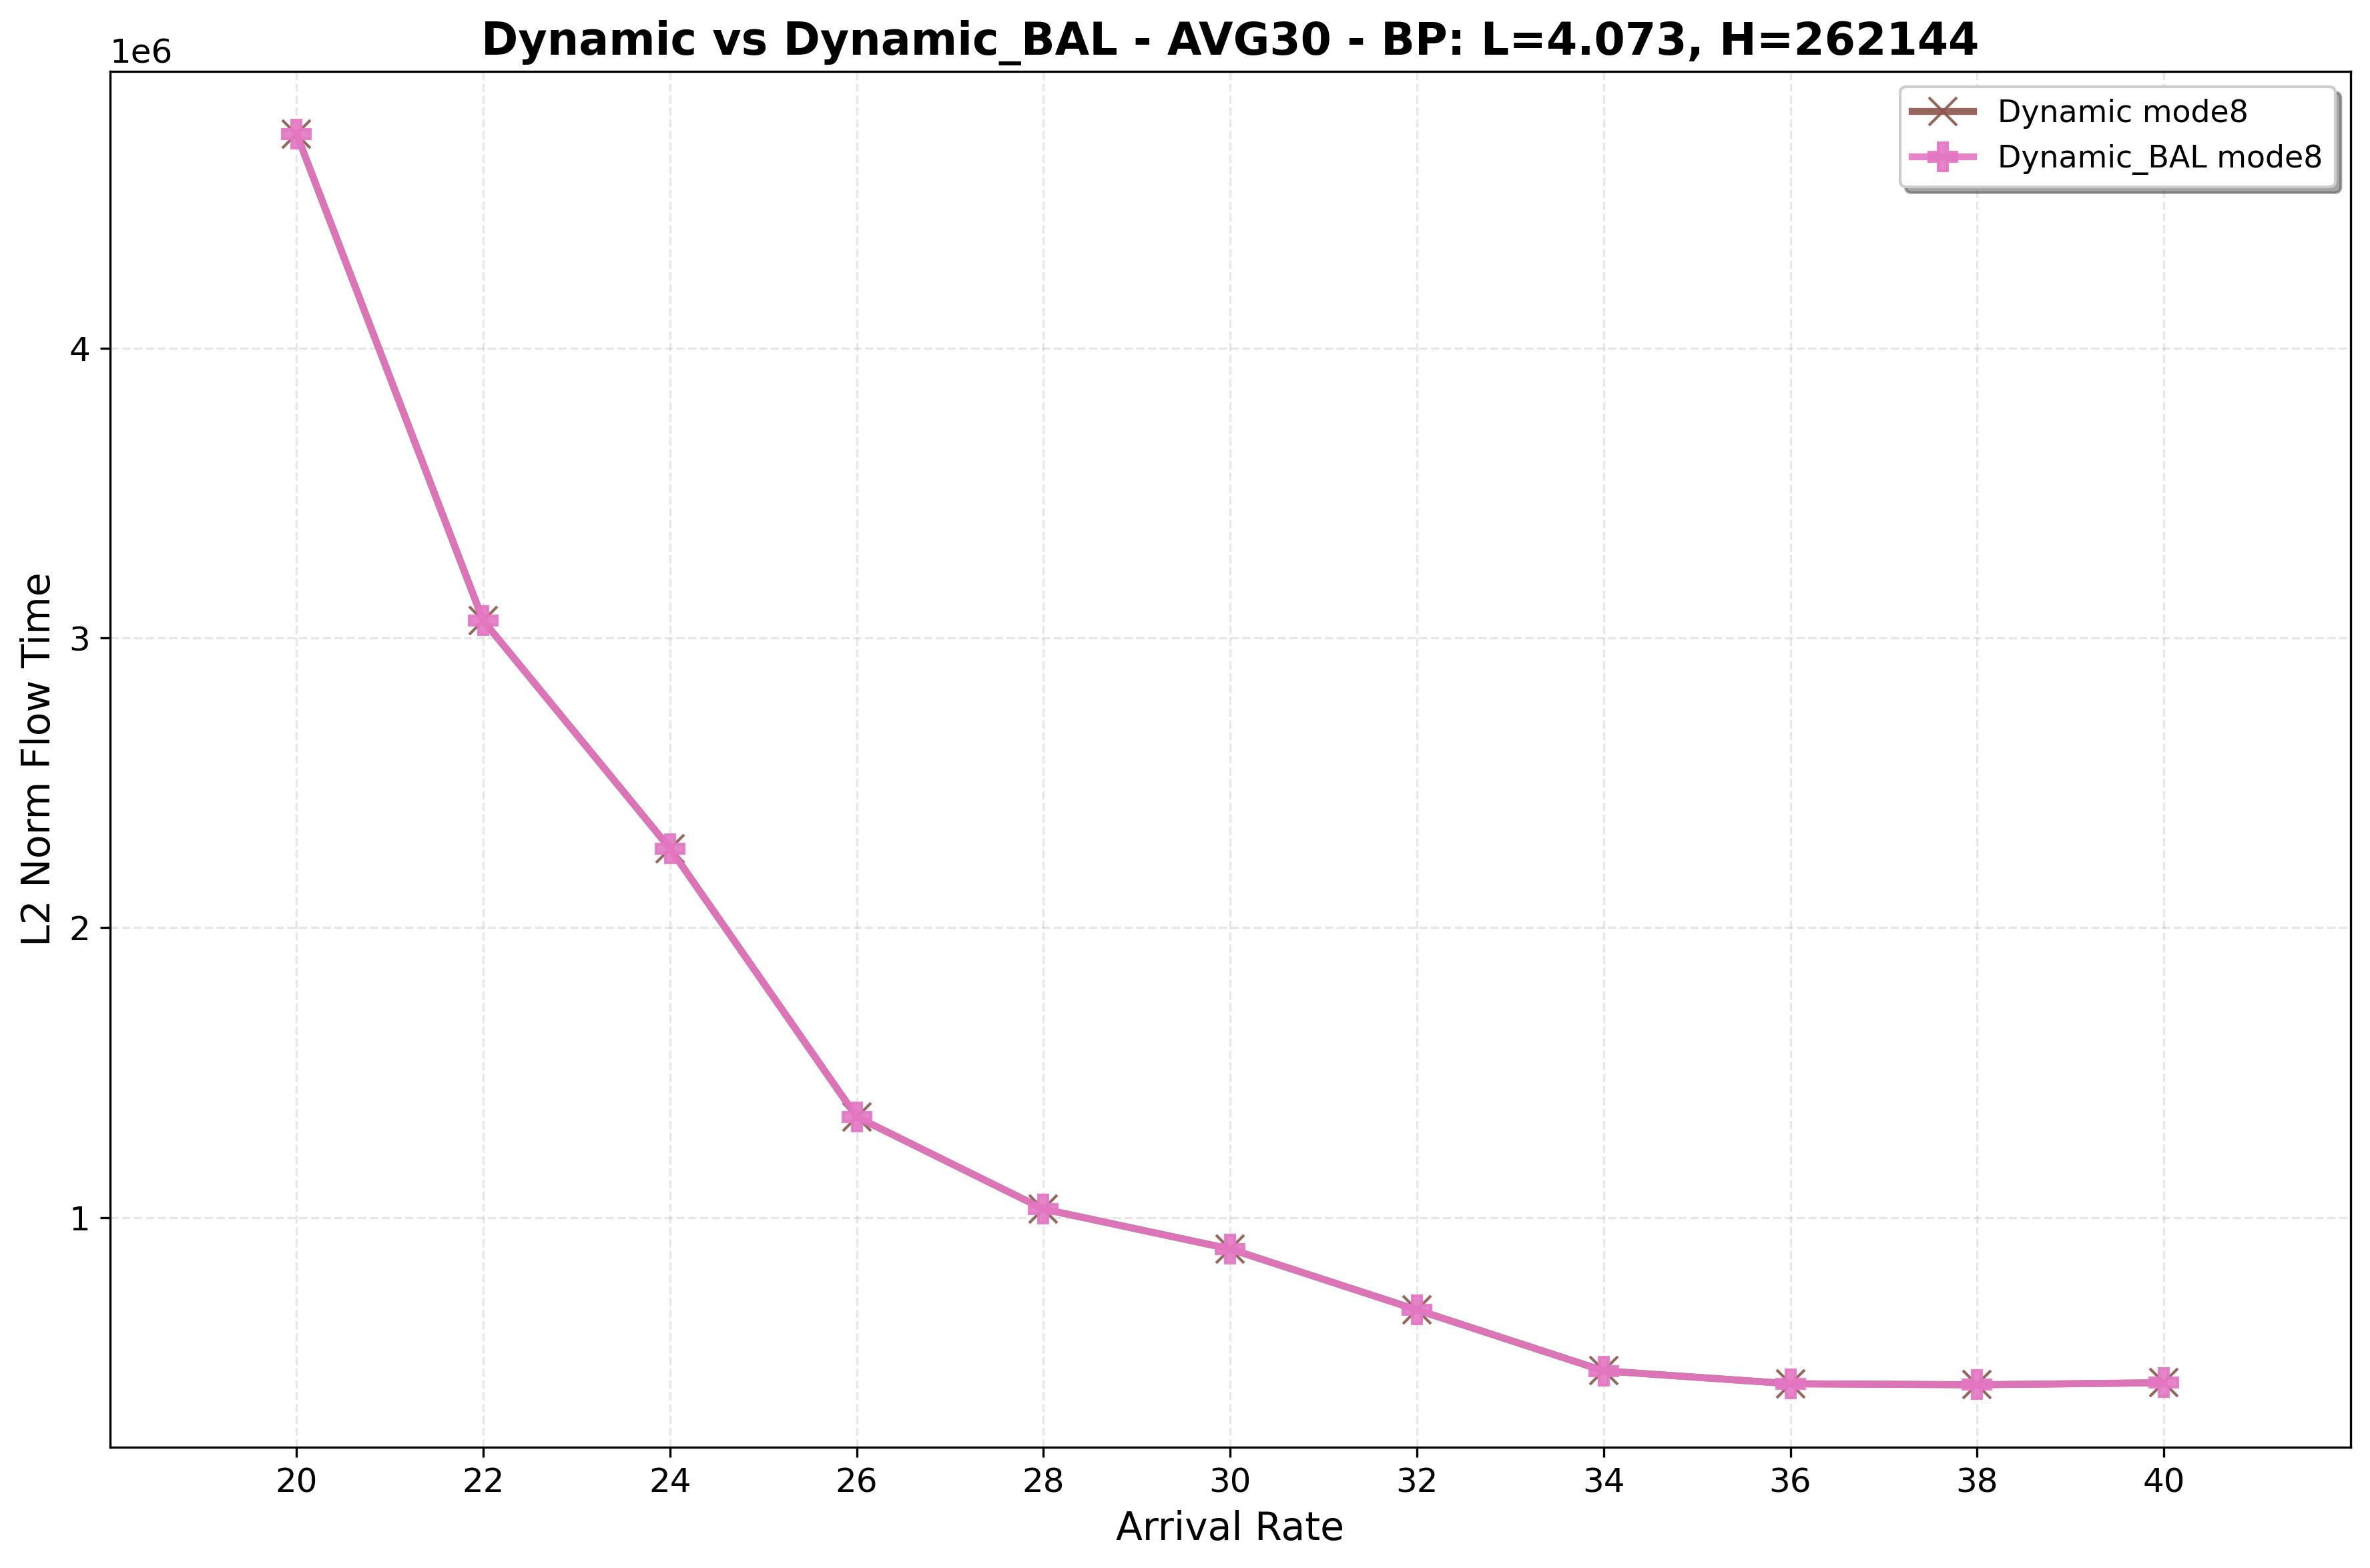 Dynamic vs Dynamic_BAL - AVG30 - BP: L=4.073, H=262144
1e6
Dynamic mode8
Dynamic_BAL mode8
L2 Norm Flow Time
4
3
2
1
20 22 24 26 28 30 32 34 36 38 40
Arrival Rate